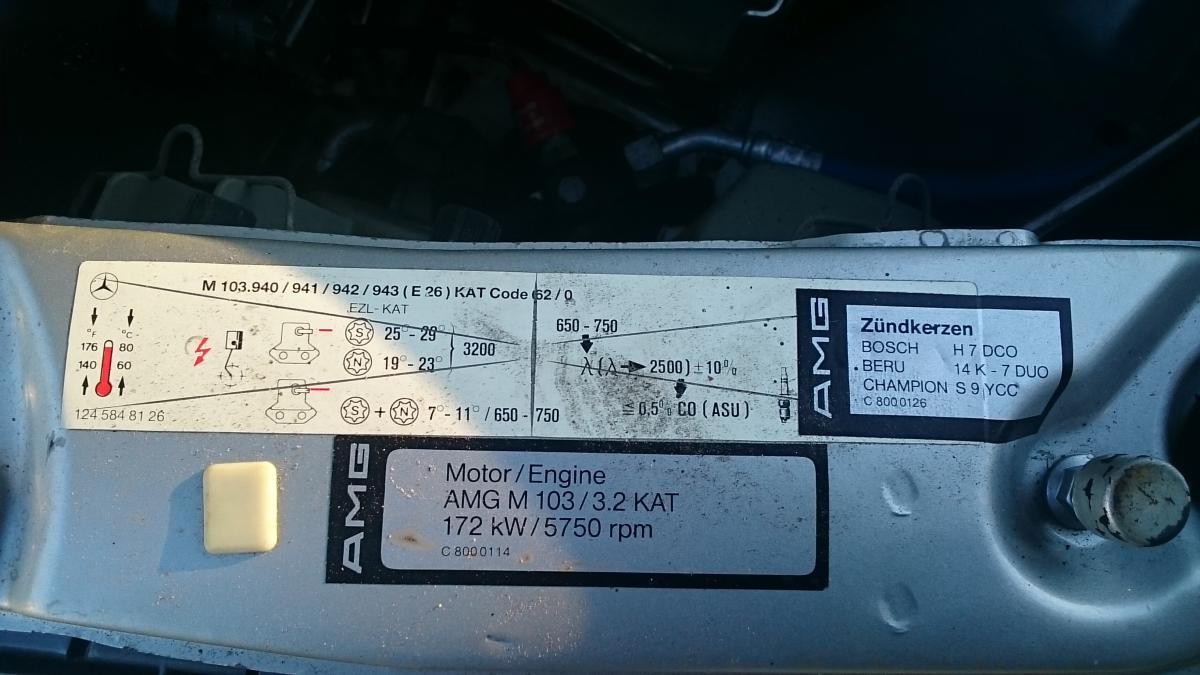 M 103.940 / 941 / 942 / 943 ( E 26 ) KAT Code 62 / 0
EZL - KAT
°F °C
176 80
140 60
S 25° - 29°
N 19° - 23° } 3200
S + N 7° - 11° / 650 - 750
650 - 750
λ ( λ → 2500 ) ± 10%
≦ 0,5% CO ( ASU )
124 584 81 26
AMG
Zündkerzen
BOSCH H 7 DCO
BERU 14 K - 7 DUO
CHAMPION S 9 YCC
C 800 0126
AMG
Motor / Engine
AMG M 103 / 3.2 KAT
172 kW / 5750 rpm
C 800 0114